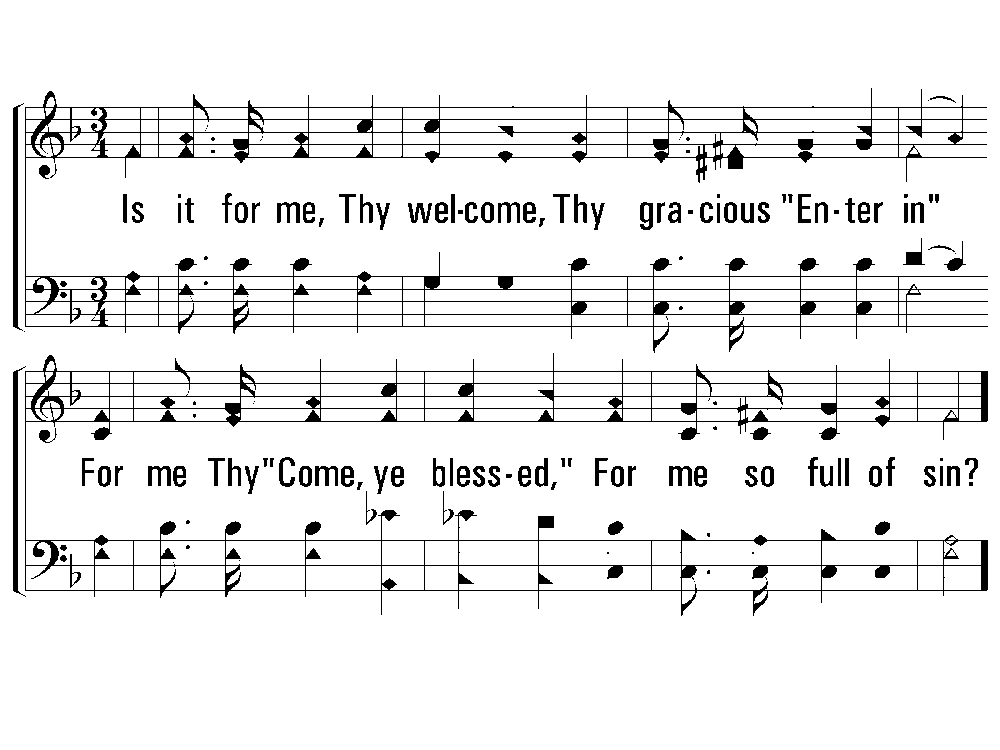 Is it for me, Thy wel-come, Thy gra-cious "En-ter in"
For me Thy "Come, ye bless-ed," For me so full of sin?